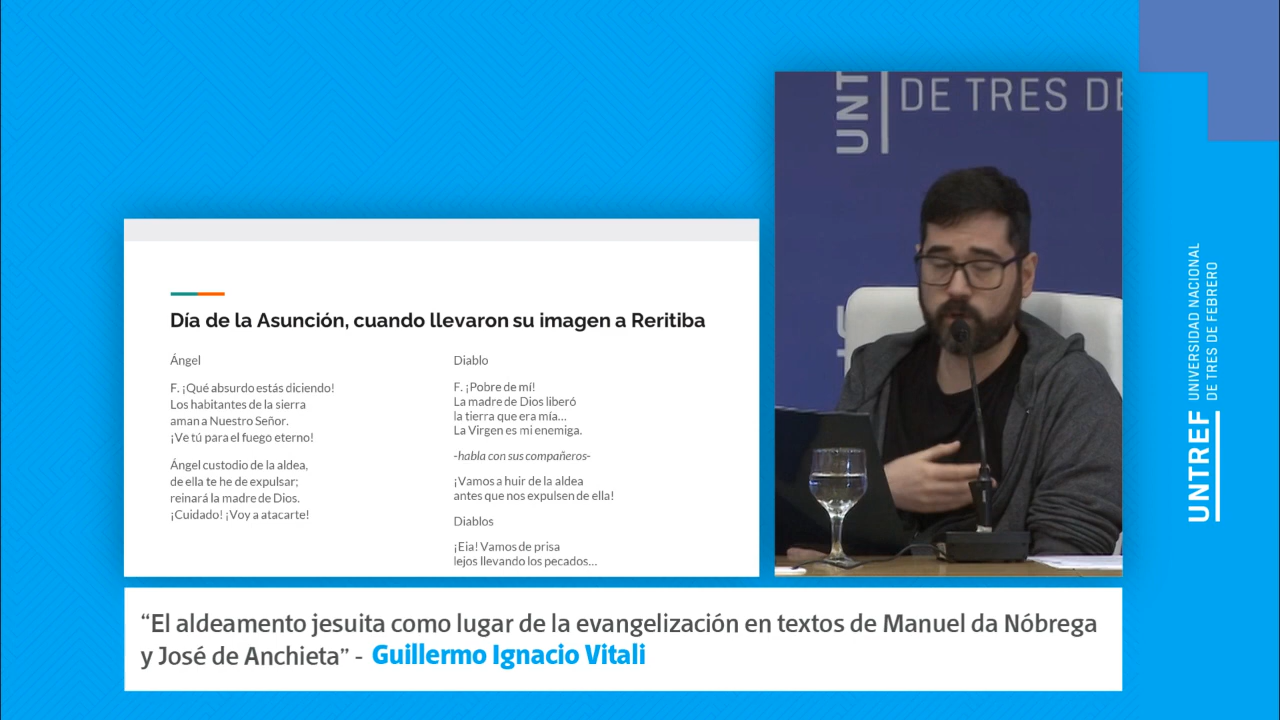 UNT
DE TRES DE
Día de la Asunción, cuando llevaron su imagen a Reritiba
Ángel
F. ¡Qué absurdo estás diciendo!
Los habitantes de la sierra
aman a Nuestro Señor.
¡Ve tú para el fuego eterno!
Ángel custodio de la aldea,
de ella te he de expulsar;
reinará la madre de Dios.
¡Cuidado! ¡Voy a atacarte!
Diablo
F. ¡Pobre de mí!
La madre de Dios liberó
la tierra que era mía...
La Virgen es mi enemiga.
-habla con sus compañeros-
¡Vamos a huir de la aldea
antes que nos expulsen de ella!
Diablos
¡Eia! Vamos de prisa
lejos llevando los pecados...
“El aldeamento jesuita como lugar de la evangelización en textos de Manuel da Nóbrega
y José de Anchieta” - Guillermo Ignacio Vitali
UNTREF
UNIVERSIDAD NACIONAL
DE TRES DE FEBRERO